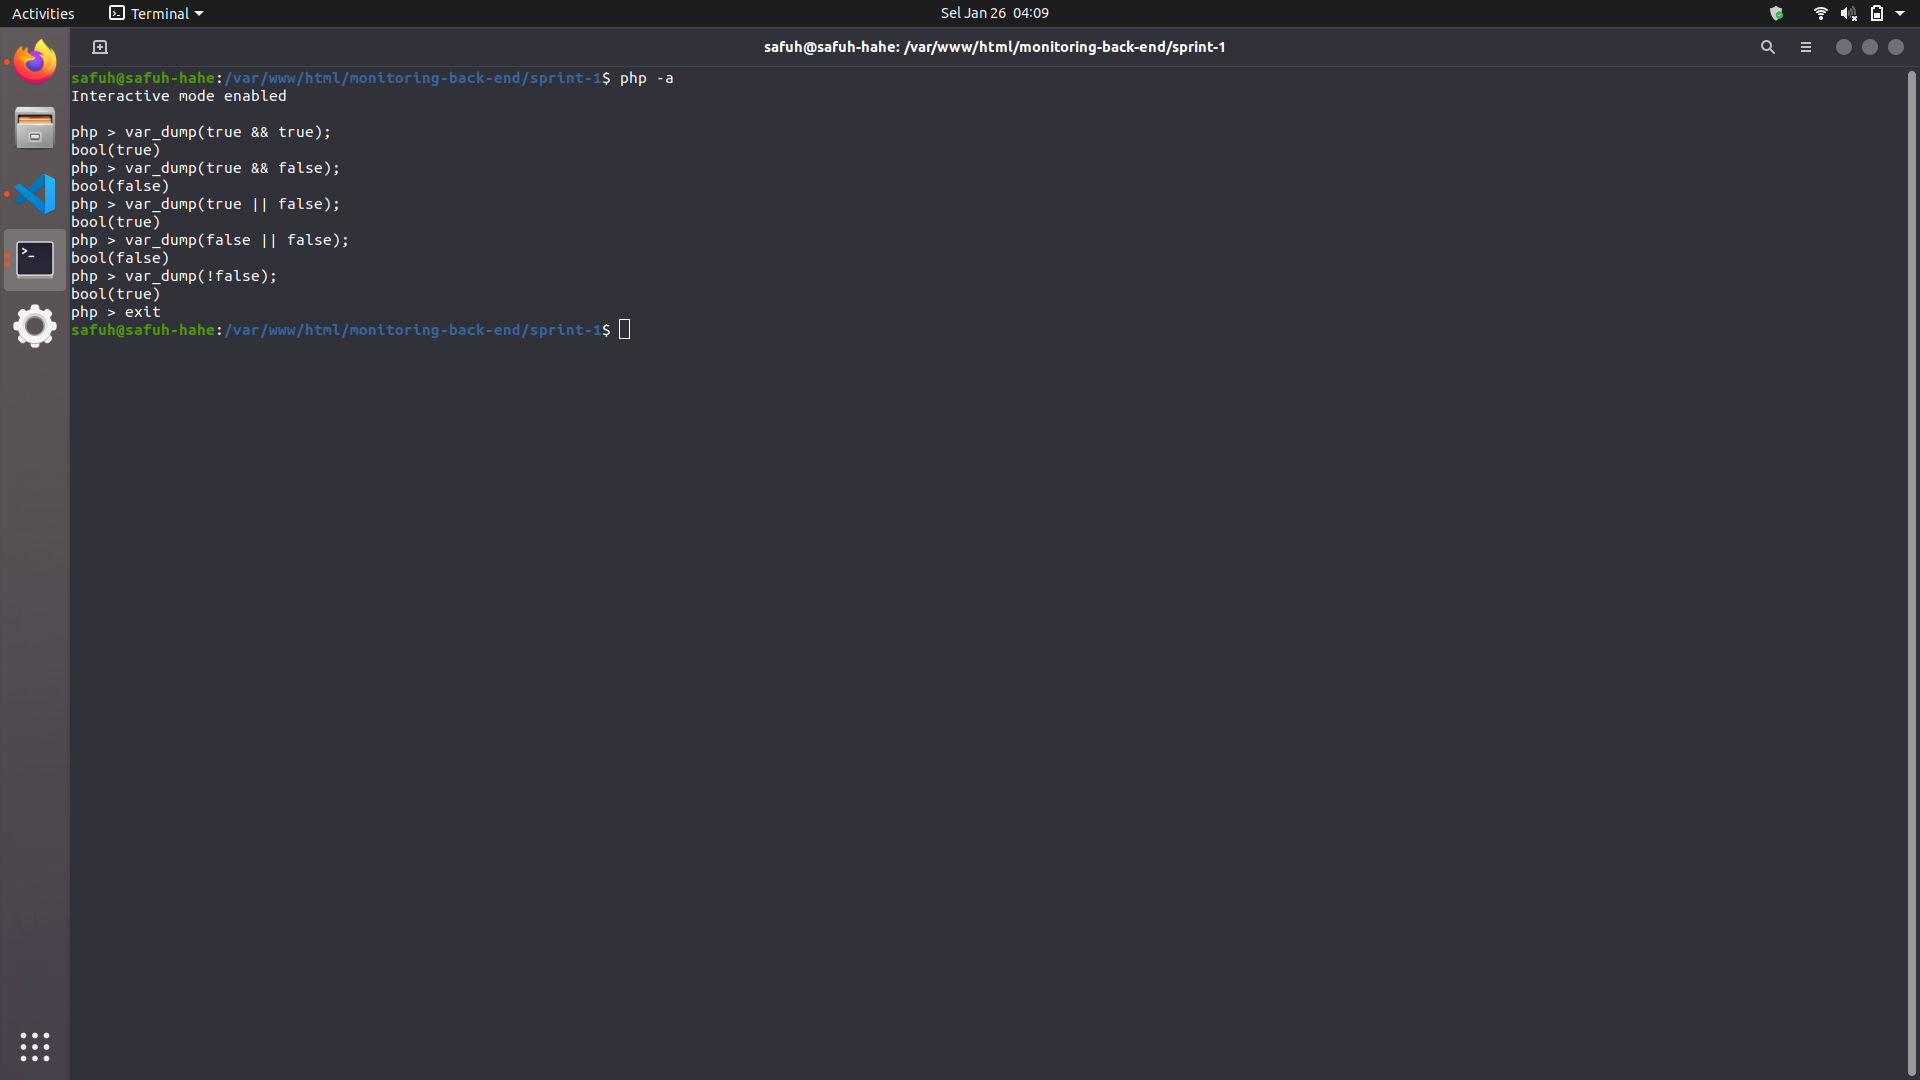 Activities
Terminal
Sel Jan 26 04:09
safuh@safuh-hahe: /var/www/html/monitoring-back-end/sprint-1
safuh@safuh-hahe:/var/www/html/monitoring-back-end/sprint-1$ php -a
Interactive mode enabled

php > var_dump(true && true);
bool(true)
php > var_dump(true && false);
bool(false)
php > var_dump(true || false);
bool(true)
php > var_dump(false || false);
bool(false)
php > var_dump(!false);
bool(true)
php > exit
safuh@safuh-hahe:/var/www/html/monitoring-back-end/sprint-1$